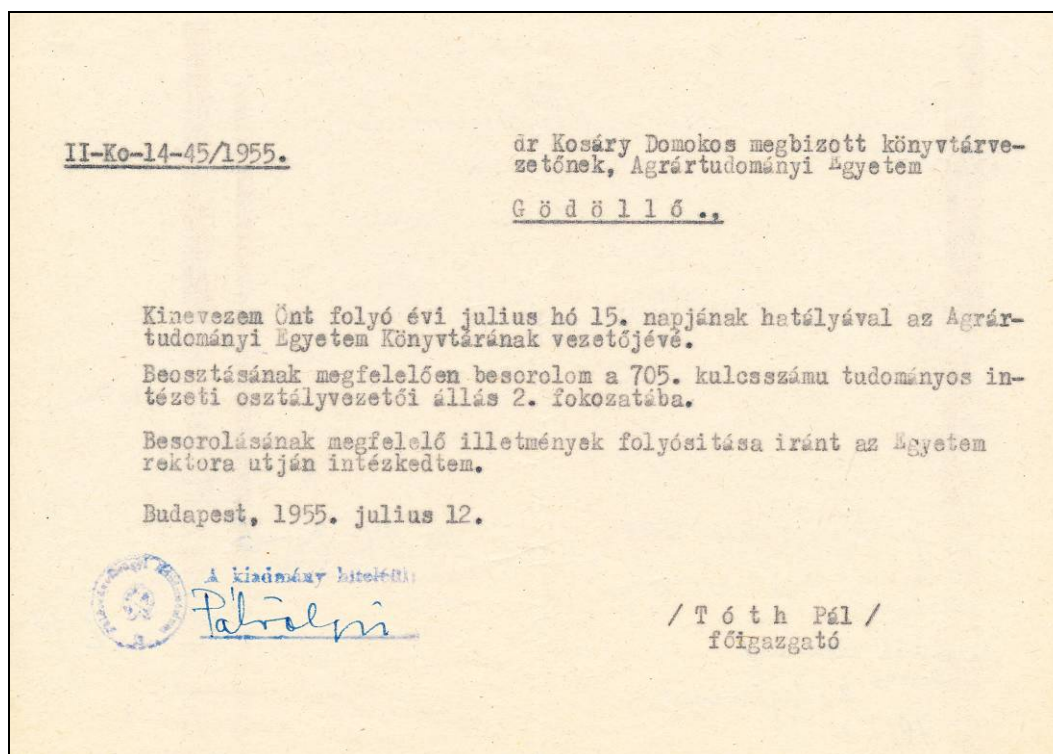 II-Ko-14-45/1955.
dr Kosáry Domokos megbizott könyvtárve-
zetőnek, Agrártudományi Egyetem
G ö d ö l l ő .,
Kinevezem Önt folyó évi julius hó 15. napjának hatályával az Agrár-
tudományi Egyetem Könyvtárának vezetőjévé.
Beosztásának megfelelően besorolom a 705. kulcsszámu tudományos in-
tézeti osztályvezetői állás 2. fokozatába.
Besorolásának megfelelő illetmények folyósitása iránt az Egyetem
rektora utján intézkedtem.
Budapest, 1955. julius 12.
A kiadmány hiteléül:
Pálvölgyi
/ T ó t h Pál /
főigazgató